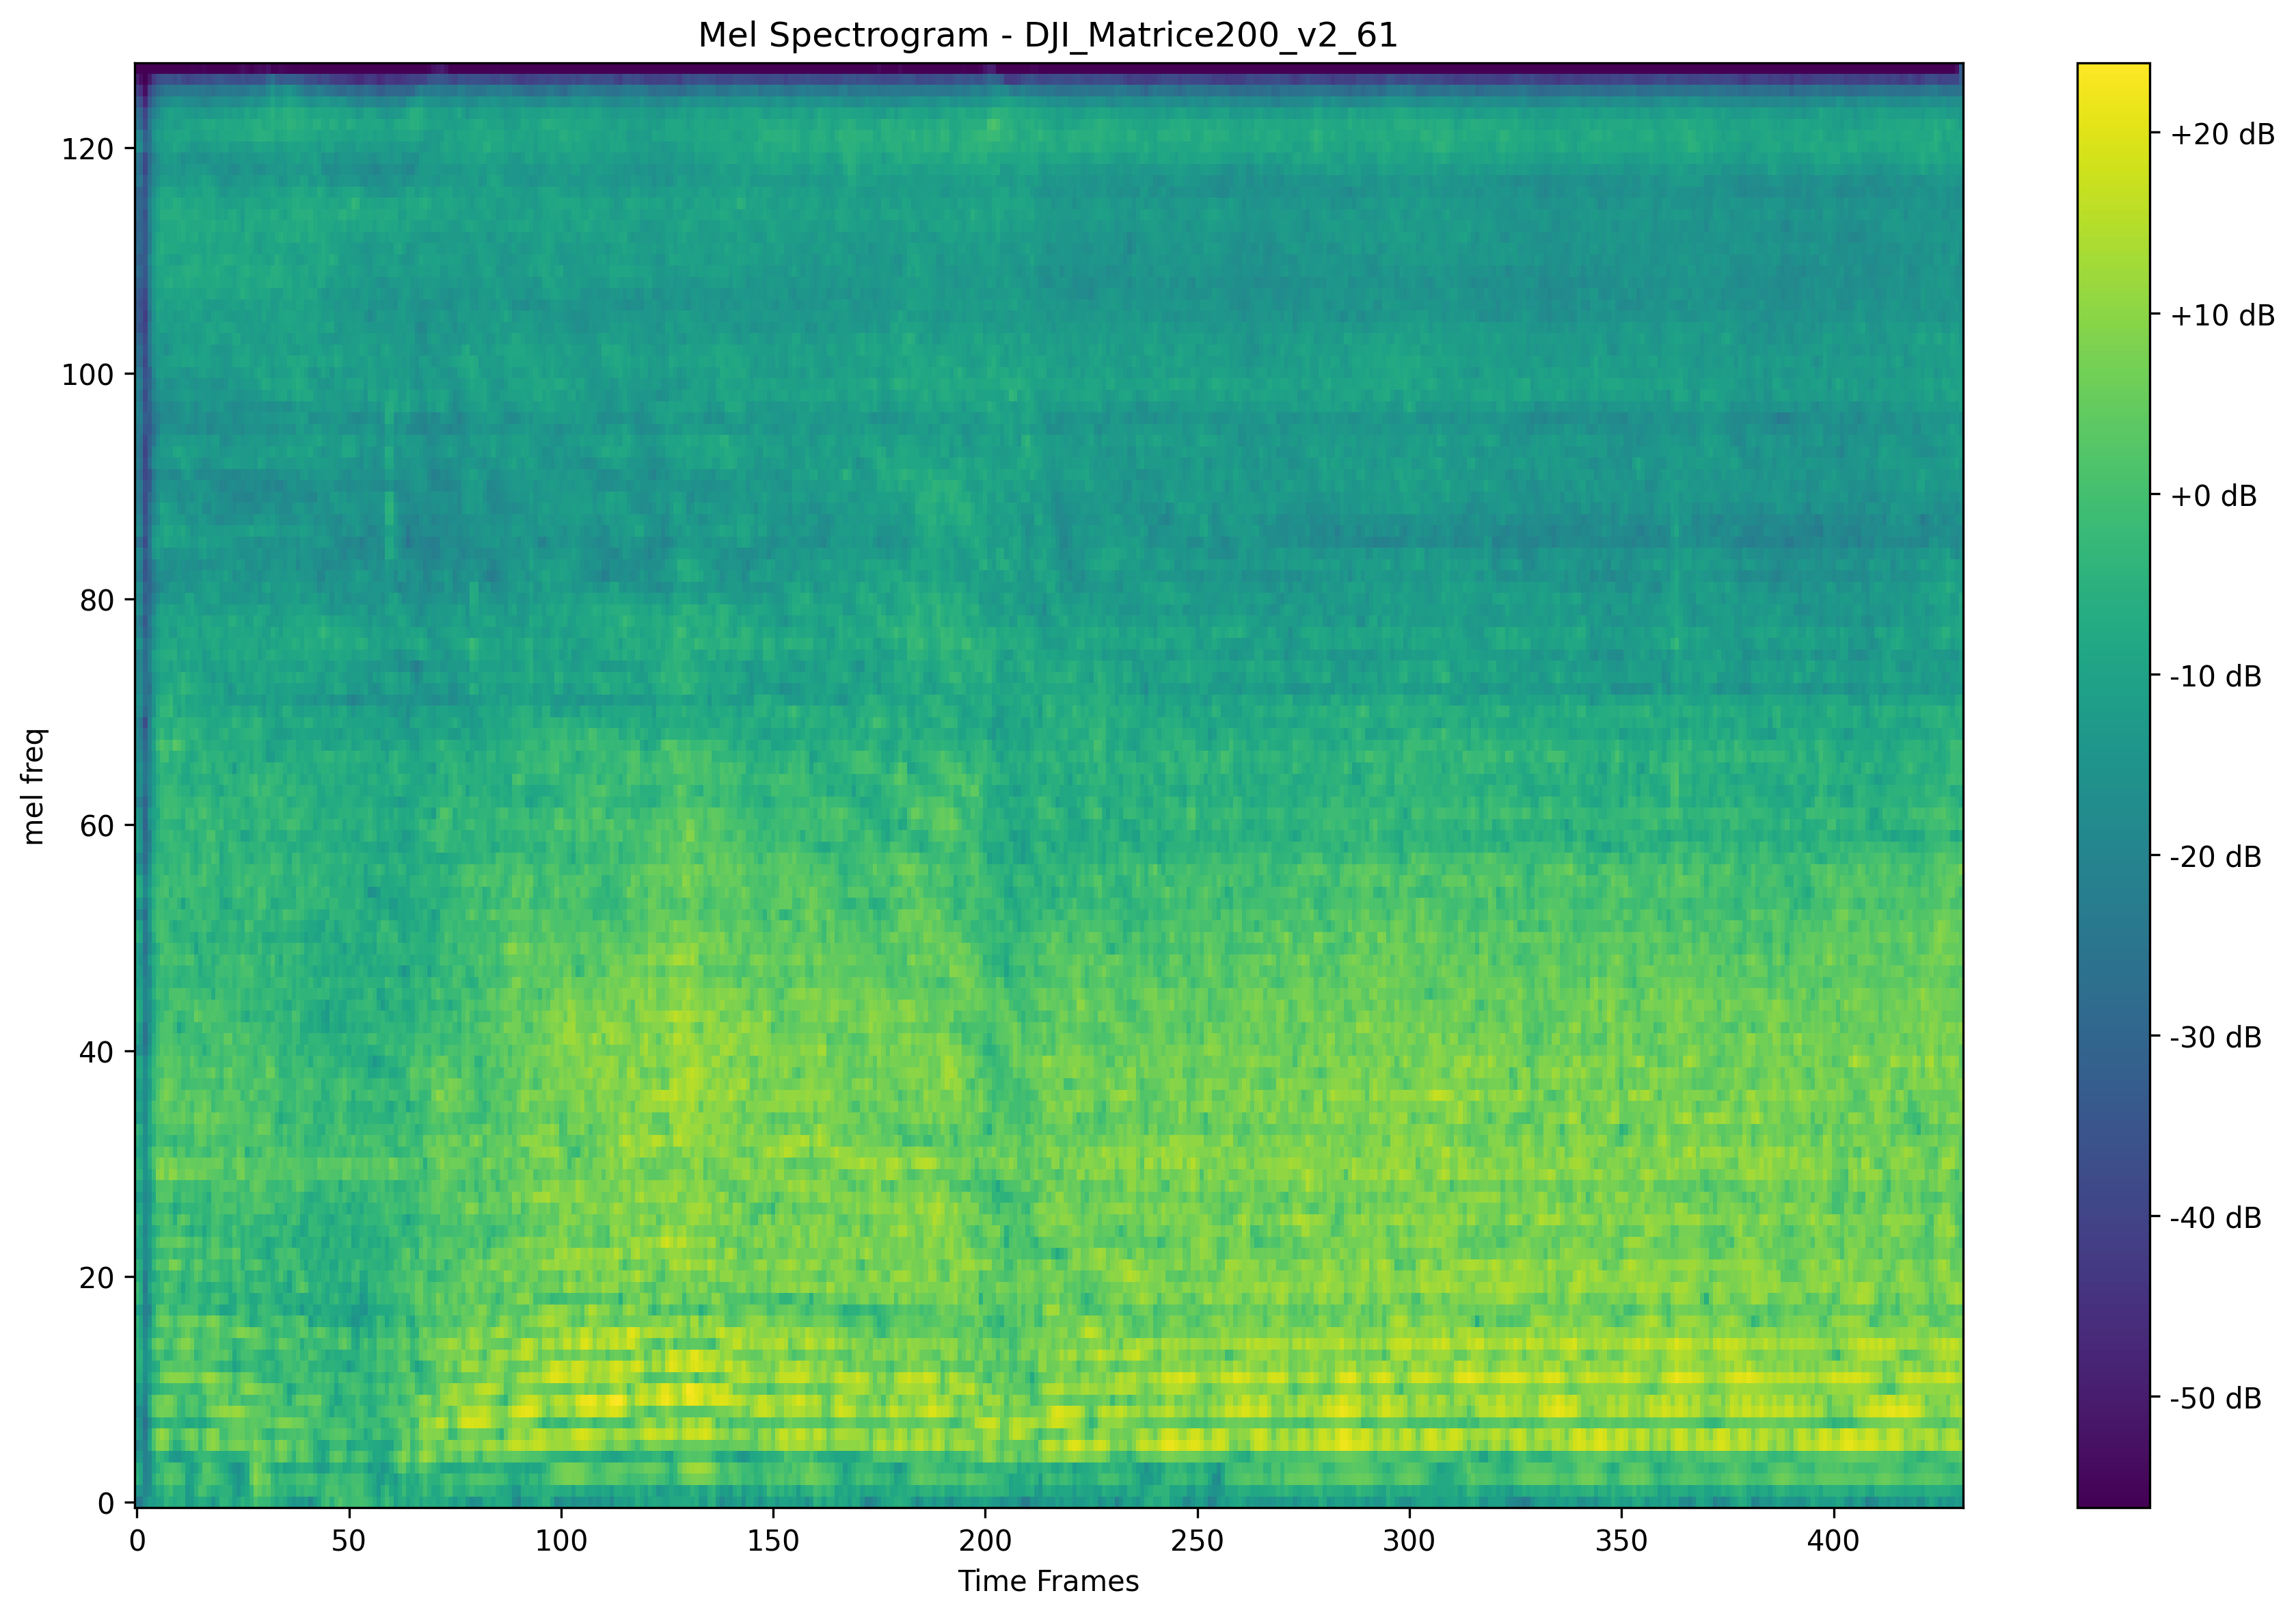 Mel Spectrogram - DJI_Matrice200_v2_61
mel freq
120
100
80
60
40
20
0
0 50 100 150 200 250 300 350 400
Time Frames
+20 dB
+10 dB
+0 dB
-10 dB
-20 dB
-30 dB
-40 dB
-50 dB